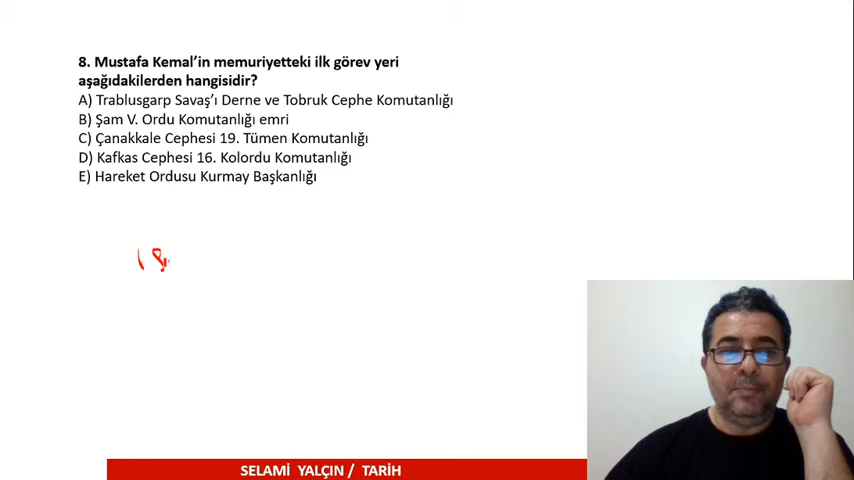 8. Mustafa Kemal'in memuriyetteki ilk görev yeri
aşağıdakilerden hangisidir?
A) Trablusgarp Savaş'ı Derne ve Tobruk Cephe Komutanlığı
B) Şam V. Ordu Komutanlığı emri
C) Çanakkale Cephesi 19. Tümen Komutanlığı
D) Kafkas Cephesi 16. Kolordu Komutanlığı
E) Hareket Ordusu Kurmay Başkanlığı
SELAMİ YALÇIN / TARİH